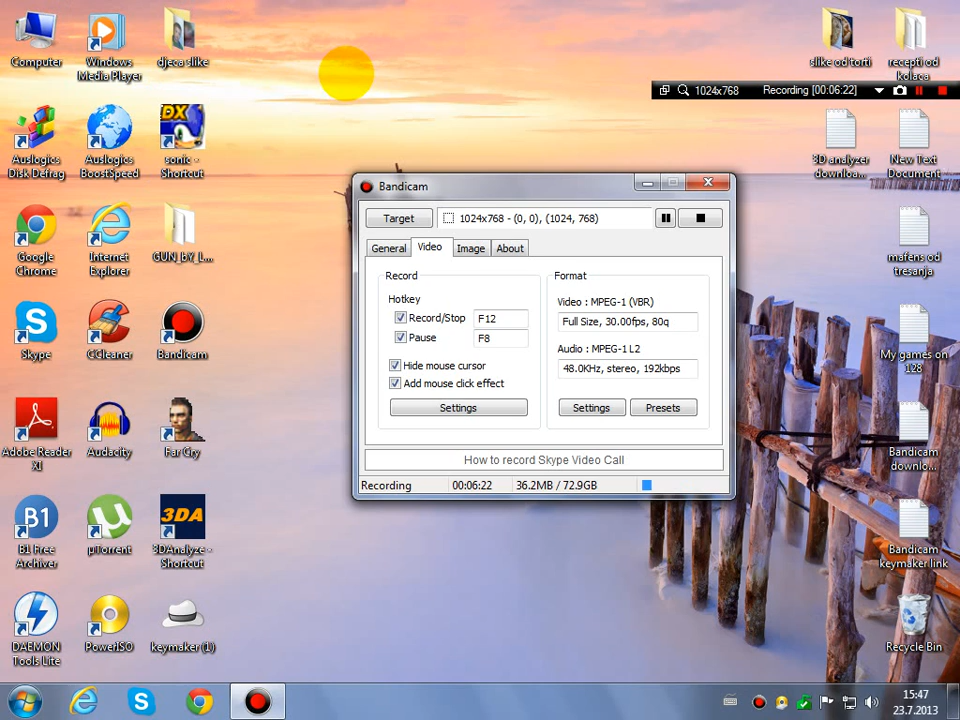 Computer
Windows
Media Player
djeca slike
slike od torti
recepti od
kolaca
1024x768
Recording [00:06:22]
Auslogics
Disk Defrag
Auslogics
BoostSpeed
DX
sonic -
Shortcut
3D analyzer
downloa...
New Text
Document
Bandicam
Target
1024x768 - (0, 0), (1024, 768)
General
Video
Image
About
Record
Hotkey
Record/Stop
F12
Pause
F8
Hide mouse cursor
Add mouse click effect
Settings
Format
Video : MPEG-1 (VBR)
Full Size, 30.00fps, 80q
Audio : MPEG-1 L2
48.0KHz, stereo, 192kbps
Settings
Presets
How to record Skype Video Call
Recording
00:06:22
36.2MB / 72.9GB
Google
Chrome
Internet
Explorer
GUN_bY_L...
mafens od
tresanja
Skype
CCleaner
Bandicam
My games on
128
Adobe Reader
XI
Audacity
Far Cry
Bandicam
downlo...
B1
B1 Free
Archiver
µTorrent
3DA
3DAnalyze -
Shortcut
Bandicam
keymaker link
DAEMON
Tools Lite
PowerISO
keymaker (1)
Recycle Bin
15:47
23.7.2013